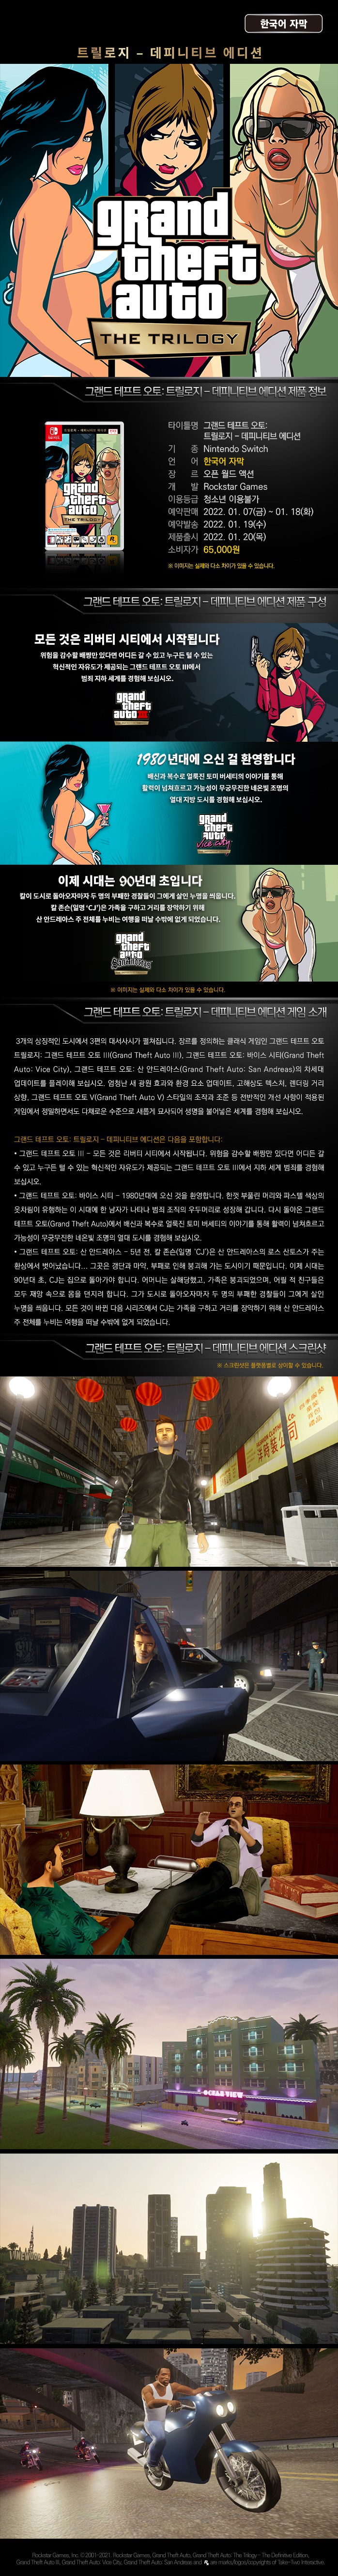 한국어 자막
트릴로지 – 데피니티브 에디션
grand
theft
auto
THE TRILOGY
그랜드 테프트 오토: 트릴로지 – 데피니티브 에디션 제품 정보
타이틀명 그랜드 테프트 오토:
트릴로지 – 데피니티브 에디션
기 종 Nintendo Switch
언 어 한국어 자막
장 르 오픈 월드 액션
개 발 Rockstar Games
이용등급 청소년 이용불가
예약판매 2022. 01. 07(금) ~ 01. 18(화)
예약발송 2022. 01. 19(수)
제품출시 2022. 01. 20(목)
소비자가 65,000원
※ 이미지는 실제와 다소 차이가 있을 수 있습니다.
grand
theft
auto
THE TRILOGY
그랜드 테프트 오토: 트릴로지 – 데피니티브 에디션 제품 구성
모든 것은 리버티 시티에서 시작됩니다
위험을 감수할 배짱만 있다면 어디든 갈 수 있고 누구든 털 수 있는
혁신적인 자유도가 제공되는 그랜드 테프트 오토 III에서
범죄 지하 세계를 경험해 보십시오.
grand
theft
auto III
1980년대에 오신 걸 환영합니다
배신과 복수로 얼룩진 토미 버세티의 이야기를 통해
활력이 넘쳐흐르고 가능성이 무궁무진한 네온빛 조명의
열대 지방 도시를 경험해 보십시오.
grand
theft
auto
Vice City
이제 시대는 90년대 초입니다
칼이 도시로 돌아오자마자 두 명의 부패한 경찰들이 그에게 살인 누명을 씌웁니다.
칼 존슨(일명 'CJ')은 가족을 구하고 거리를 장악하기 위해
산 안드레아스 주 전체를 누비는 여행을 떠날 수밖에 없게 되었습니다.
grand
theft
auto
San Andreas
※ 이미지는 실제와 다소 차이가 있을 수 있습니다.
그랜드 테프트 오토: 트릴로지 – 데피니티브 에디션 게임 소개
3개의 상징적인 도시에서 3편의 대서사시가 펼쳐집니다. 장르를 정의하는 클래식 게임인 그랜드 테프트 오토
트릴로지: 그랜드 테프트 오토 III(Grand Theft Auto III), 그랜드 테프트 오토: 바이스 시티(Grand Theft
Auto: Vice City), 그랜드 테프트 오토: 산 안드레아스(Grand Theft Auto: San Andreas)의 차세대
업데이트를 플레이해 보십시오. 엄청난 새 광원 효과와 환경 요소 업데이트, 고해상도 텍스처, 렌더링 거리
상향, 그랜드 테프트 오토 V(Grand Theft Auto V) 스타일의 조작과 조준 등 전반적인 개선 사항이 적용된
게임에서 정밀하면서도 다채로운 수준으로 새롭게 묘사되어 생명을 불어넣은 세계를 경험해 보십시오.
그랜드 테프트 오토: 트릴로지 – 데피니티브 에디션은 다음을 포함합니다:
• 그랜드 테프트 오토 III – 모든 것은 리버티 시티에서 시작됩니다. 위험을 감수할 배짱만 있다면 어디든 갈
수 있고 누구든 털 수 있는 혁신적인 자유도가 제공되는 그랜드 테프트 오토 III에서 지하 세계 범죄를 경험해
보십시오.
• 그랜드 테프트 오토: 바이스 시티 – 1980년대에 오신 것을 환영합니다. 한껏 부풀린 머리와 파스텔 색상의
옷차림이 유행하는 이 시대에 한 남자가 나타나 범죄 조직의 우두머리로 성장해 갑니다. 다시 돌아온 그랜드
테프트 오토(Grand Theft Auto)에서 배신과 복수로 얼룩진 토미 버세티의 이야기를 통해 활력이 넘쳐흐르고
가능성이 무궁무진한 네온빛 조명의 열대 도시를 경험해 보십시오.
• 그랜드 테프트 오토: 산 안드레아스 – 5년 전, 칼 존슨(일명 'CJ')은 산 안드레아스의 로스 산토스가 주는
환상에서 벗어났습니다... 그곳은 갱단과 마약, 부패로 인해 붕괴해 가는 도시이기 때문입니다. 이제 시대는
90년대 초, CJ는 집으로 돌아가야 합니다. 어머니는 살해당했고, 가족은 붕괴되었으며, 어릴 적 친구들은
모두 재앙 속으로 몸을 던지려 합니다. 그가 도시로 돌아오자마자 두 명의 부패한 경찰들이 그에게 살인
누명을 씌웁니다. 모든 것이 바뀐 다음 시리즈에서 CJ는 가족을 구하고 거리를 장악하기 위해 산 안드레아스
주 전체를 누비는 여행을 떠날 수밖에 없게 되었습니다.
그랜드 테프트 오토: 트릴로지 – 데피니티브 에디션 스크린샷
※ 스크린샷은 플랫폼별로 상이할 수 있습니다.
OCEAN VIEW
VINEWOOD
Rockstar Games, Inc. ©2001-2021. Rockstar Games, Grand Theft Auto, Grand Theft Auto: The Trilogy - The Definitive Edition,
Grand Theft Auto III, Grand Theft Auto: Vice City, Grand Theft Auto: San Andreas and are marks/logos/copyrights of Take-Two Interactive.